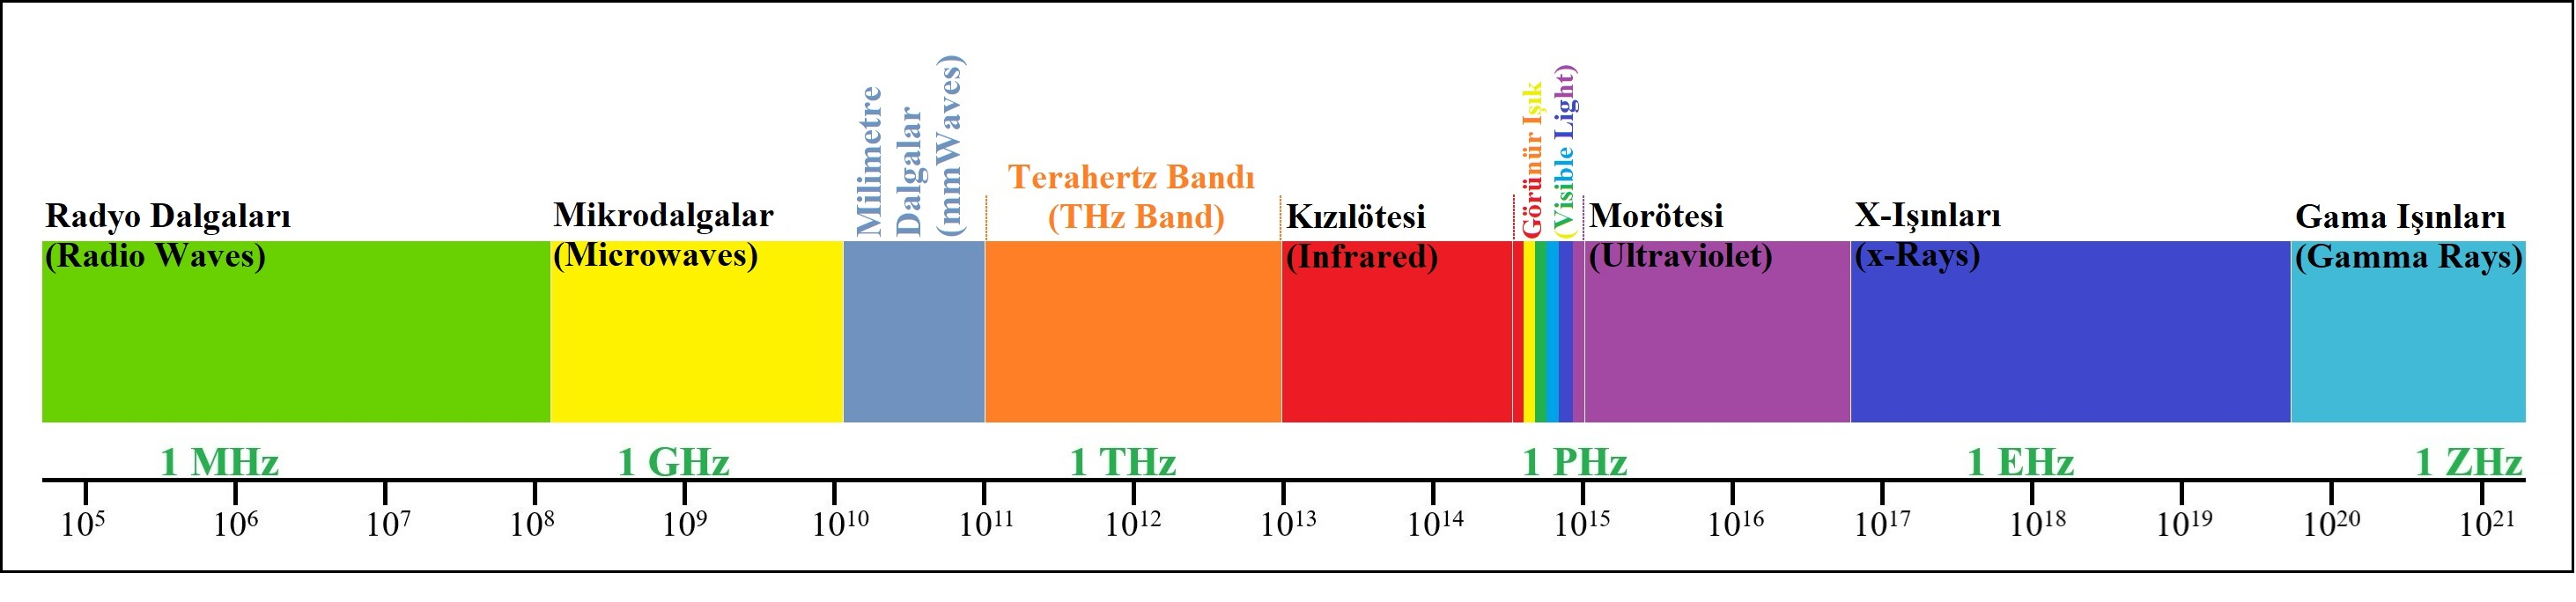 Radyo Dalgaları
(Radio Waves)
Mikrodalgalar
(Microwaves)
Milimetre
Dalgalar
(mmWaves)
Terahertz Bandı
(THz Band)
Kızılötesi
(Infrared)
Görünür Işık
(Visible Light)
Morötesi
(Ultraviolet)
X-Işınları
(x-Rays)
Gama Işınları
(Gamma Rays)
1 MHz 1 GHz 1 THz 1 PHz 1 EHz 1 ZHz
10⁵ 10⁶ 10⁷ 10⁸ 10⁹ 10¹⁰ 10¹¹ 10¹² 10¹³ 10¹⁴ 10¹⁵ 10¹⁶ 10¹⁷ 10¹⁸ 10¹⁹ 10²⁰ 10²¹